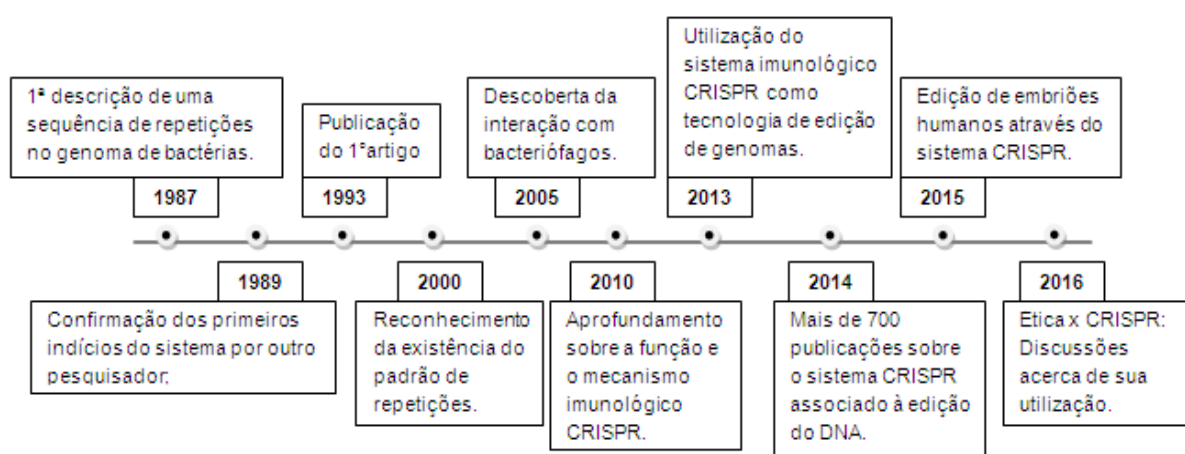 1ª descrição de uma
sequência de repetições
no genoma de bactérias.
1987
Publicação
do 1°artigo
1993
Descoberta da
interação com
bacteriófagos.
2005
Utilização do
sistema imunológico
CRISPR como
tecnologia de edição
de genomas.
2013
Edição de embriões
humanos através do
sistema CRISPR.
2015
1989
Confirmação dos primeiros
indícios do sistema por outro
pesquisador;
2000
Reconhecimento
da existência do
padrão de
repetições.
2010
Aprofundamento
sobre a função e
o mecanismo
imunológico
CRISPR.
2014
Mais de 700
publicações sobre
o sistema CRISPR
associado à edição
do DNA.
2016
Etica x CRISPR:
Discussões
acerca de sua
utilização.